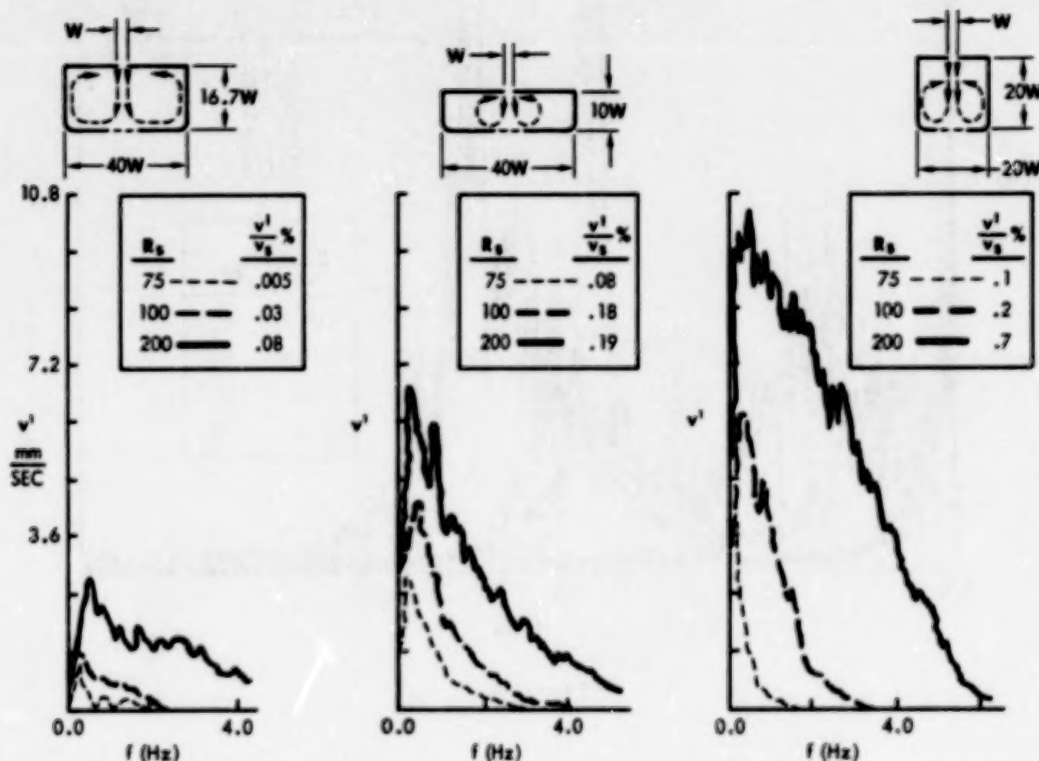 W
16.7W
40W
W
10W
40W
W
20W
20W
10.8
7.2
v'
mm
SEC
3.6
Rs v'/vs %
75 .005
100 .03
200 .08
0.0 4.0
f (Hz)
v'
Rs v'/vs %
75 .08
100 .18
200 .19
0.0 4.0
f (Hz)
v'
Rs v'/vs %
75 .1
100 .2
200 .7
0.0 4.0
f (Hz)